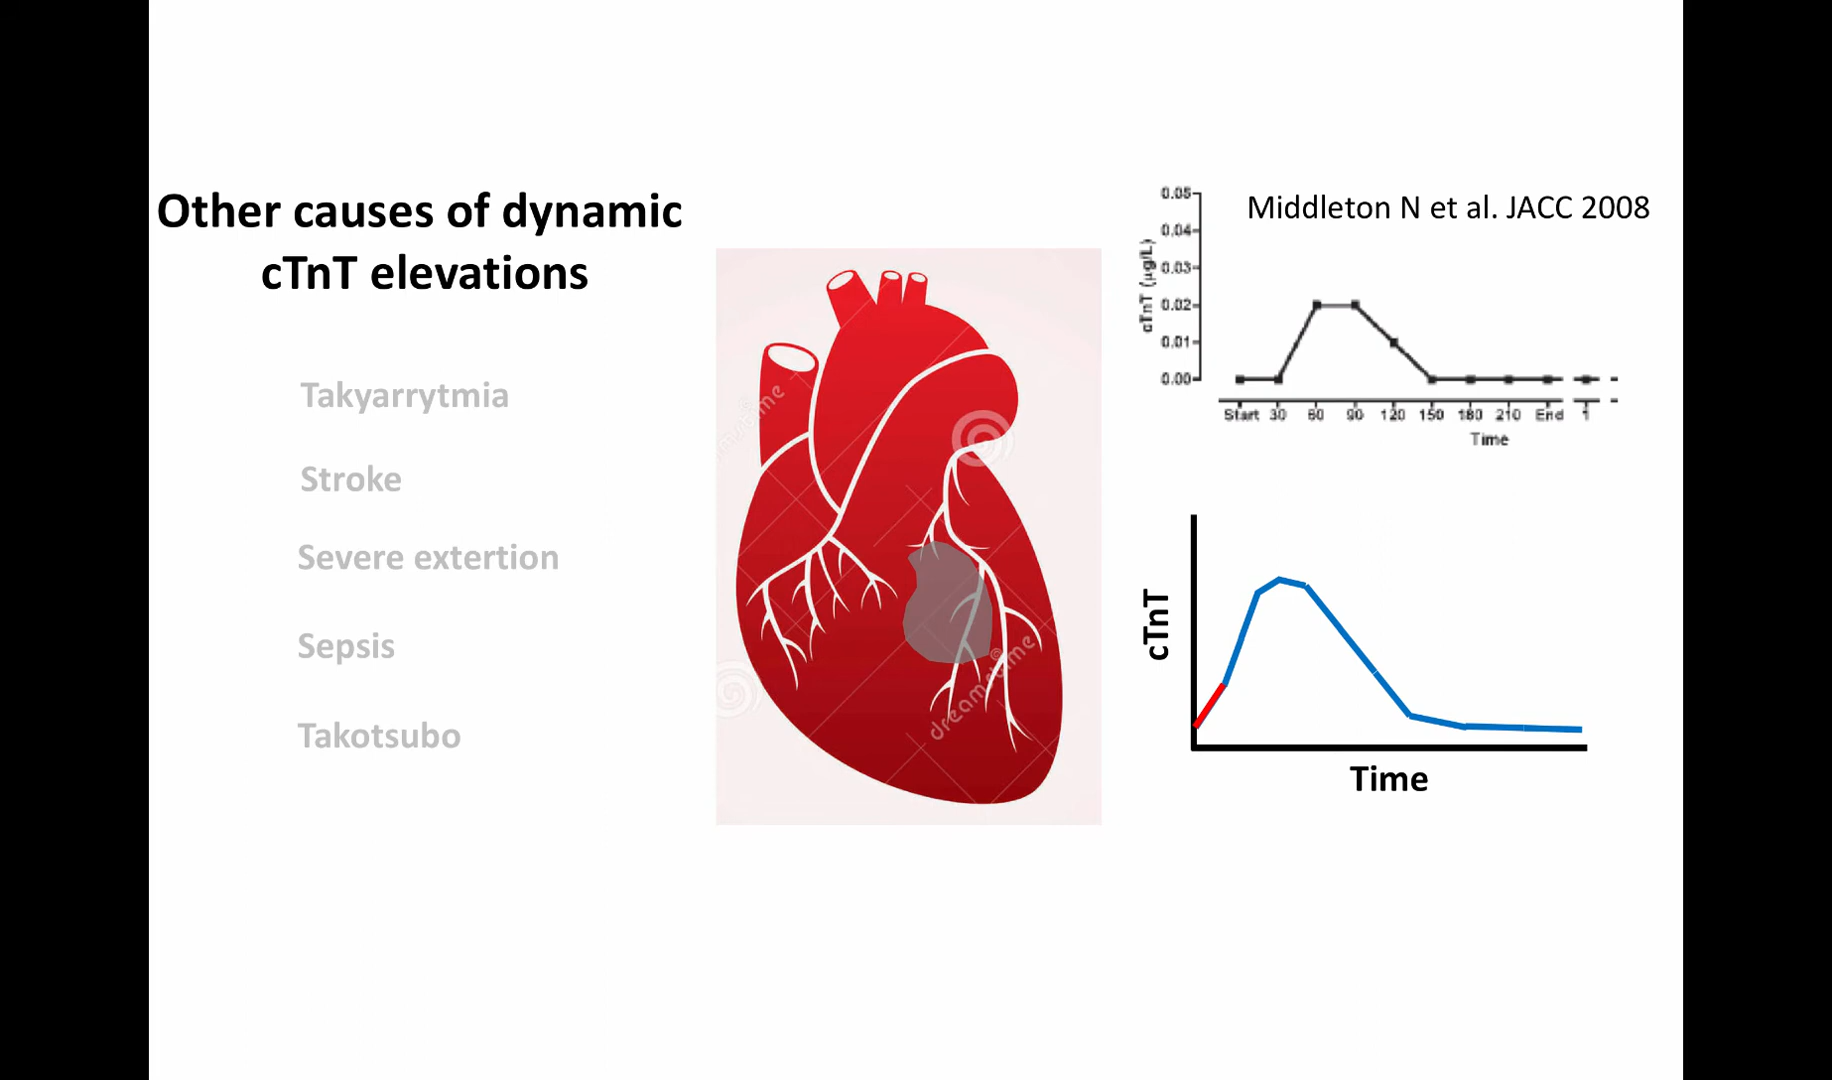 Other causes of dynamic
cTnT elevations
Takyarrytmia
Stroke
Severe extertion
Sepsis
Takotsubo
dreamstime
Middleton N et al. JACC 2008
0.05
0.04
0.03
0.02
0.01
0.00
cTnT (µg/L)
Start 30 60 90 120 150 180 210 End 1
Time
cTnT
Time